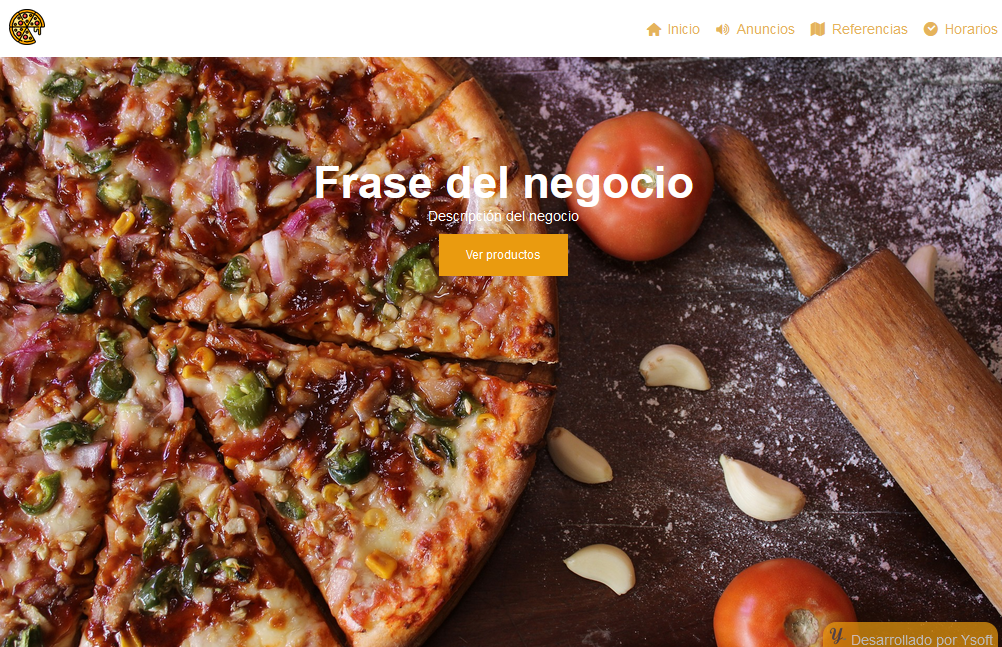 Inicio Anuncios Referencias Horarios
Frase del negocio
Descripción del negocio
Ver productos
y Desarrollado por Ysoft